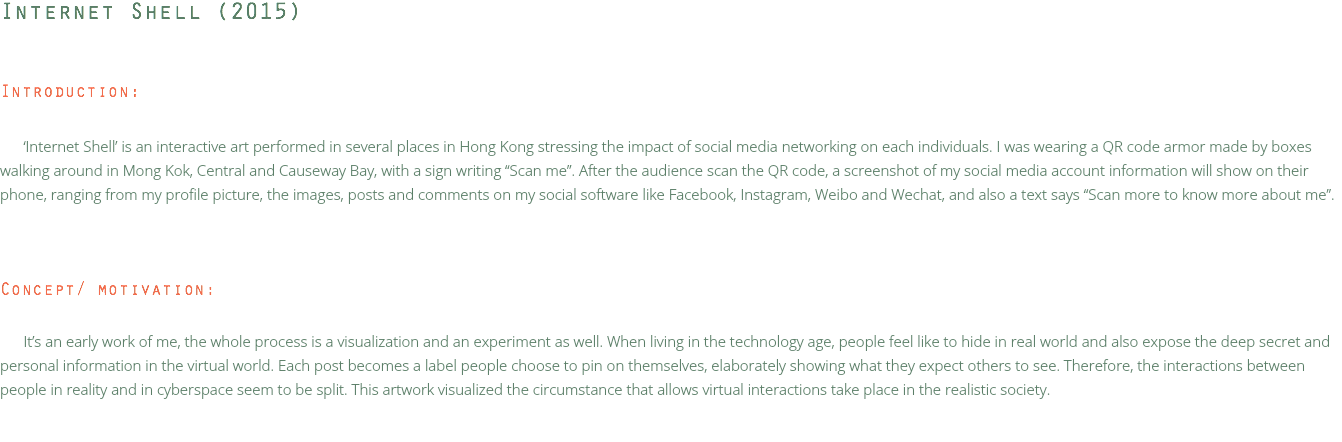 Internet Shell (2015)
Introduction:
‘Internet Shell’ is an interactive art performed in several places in Hong Kong stressing the impact of social media networking on each individuals. I was wearing a QR code armor made by boxes
walking around in Mong Kok, Central and Causeway Bay, with a sign writing “Scan me”. After the audience scan the QR code, a screenshot of my social media account information will show on their
phone, ranging from my profile picture, the images, posts and comments on my social software like Facebook, Instagram, Weibo and Wechat, and also a text says “Scan more to know more about me”.
Concept/ motivation:
It’s an early work of me, the whole process is a visualization and an experiment as well. When living in the technology age, people feel like to hide in real world and also expose the deep secret and
personal information in the virtual world. Each post becomes a label people choose to pin on themselves, elaborately showing what they expect others to see. Therefore, the interactions between
people in reality and in cyberspace seem to be split. This artwork visualized the circumstance that allows virtual interactions take place in the realistic society.